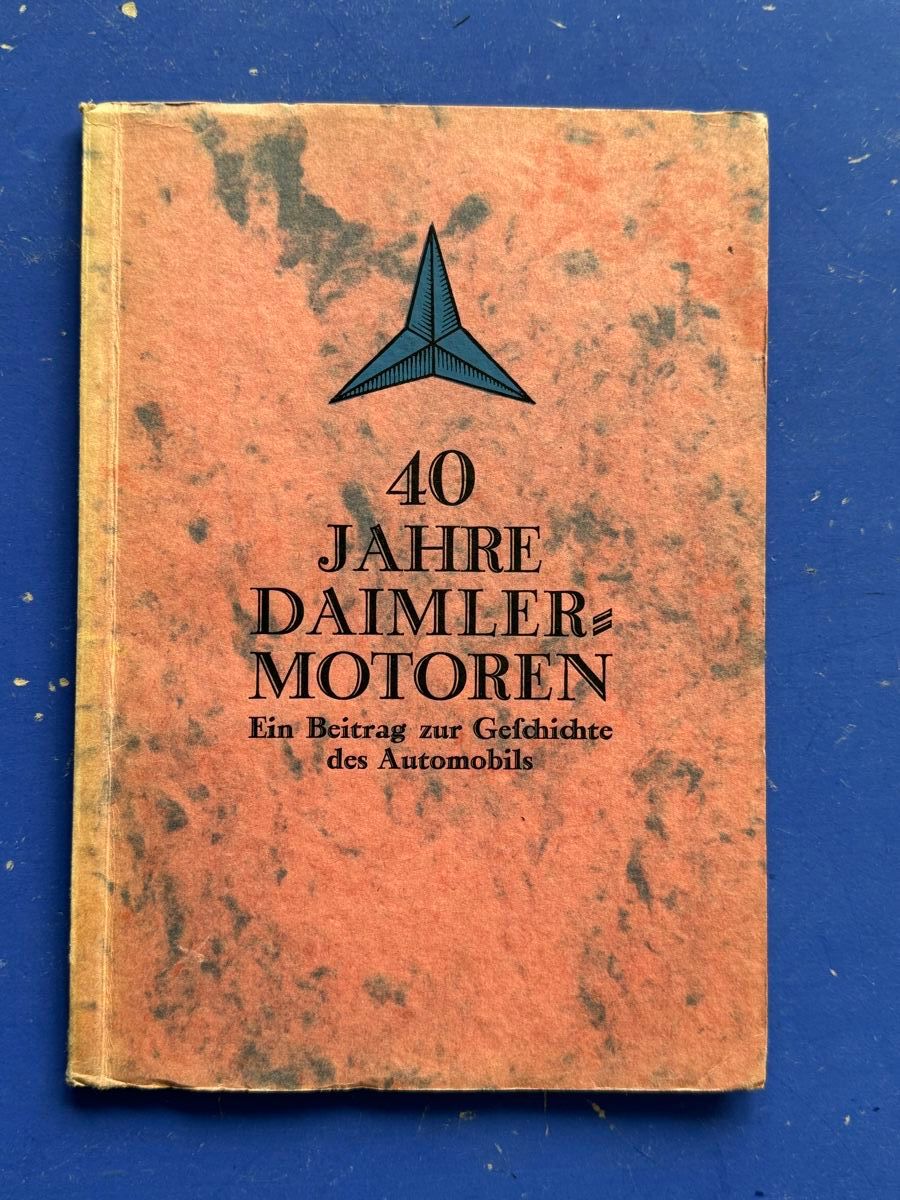 40
JAHRE
DAIMLER⸗
MOTOREN
Ein Beitrag zur Geſchichte
des Automobils